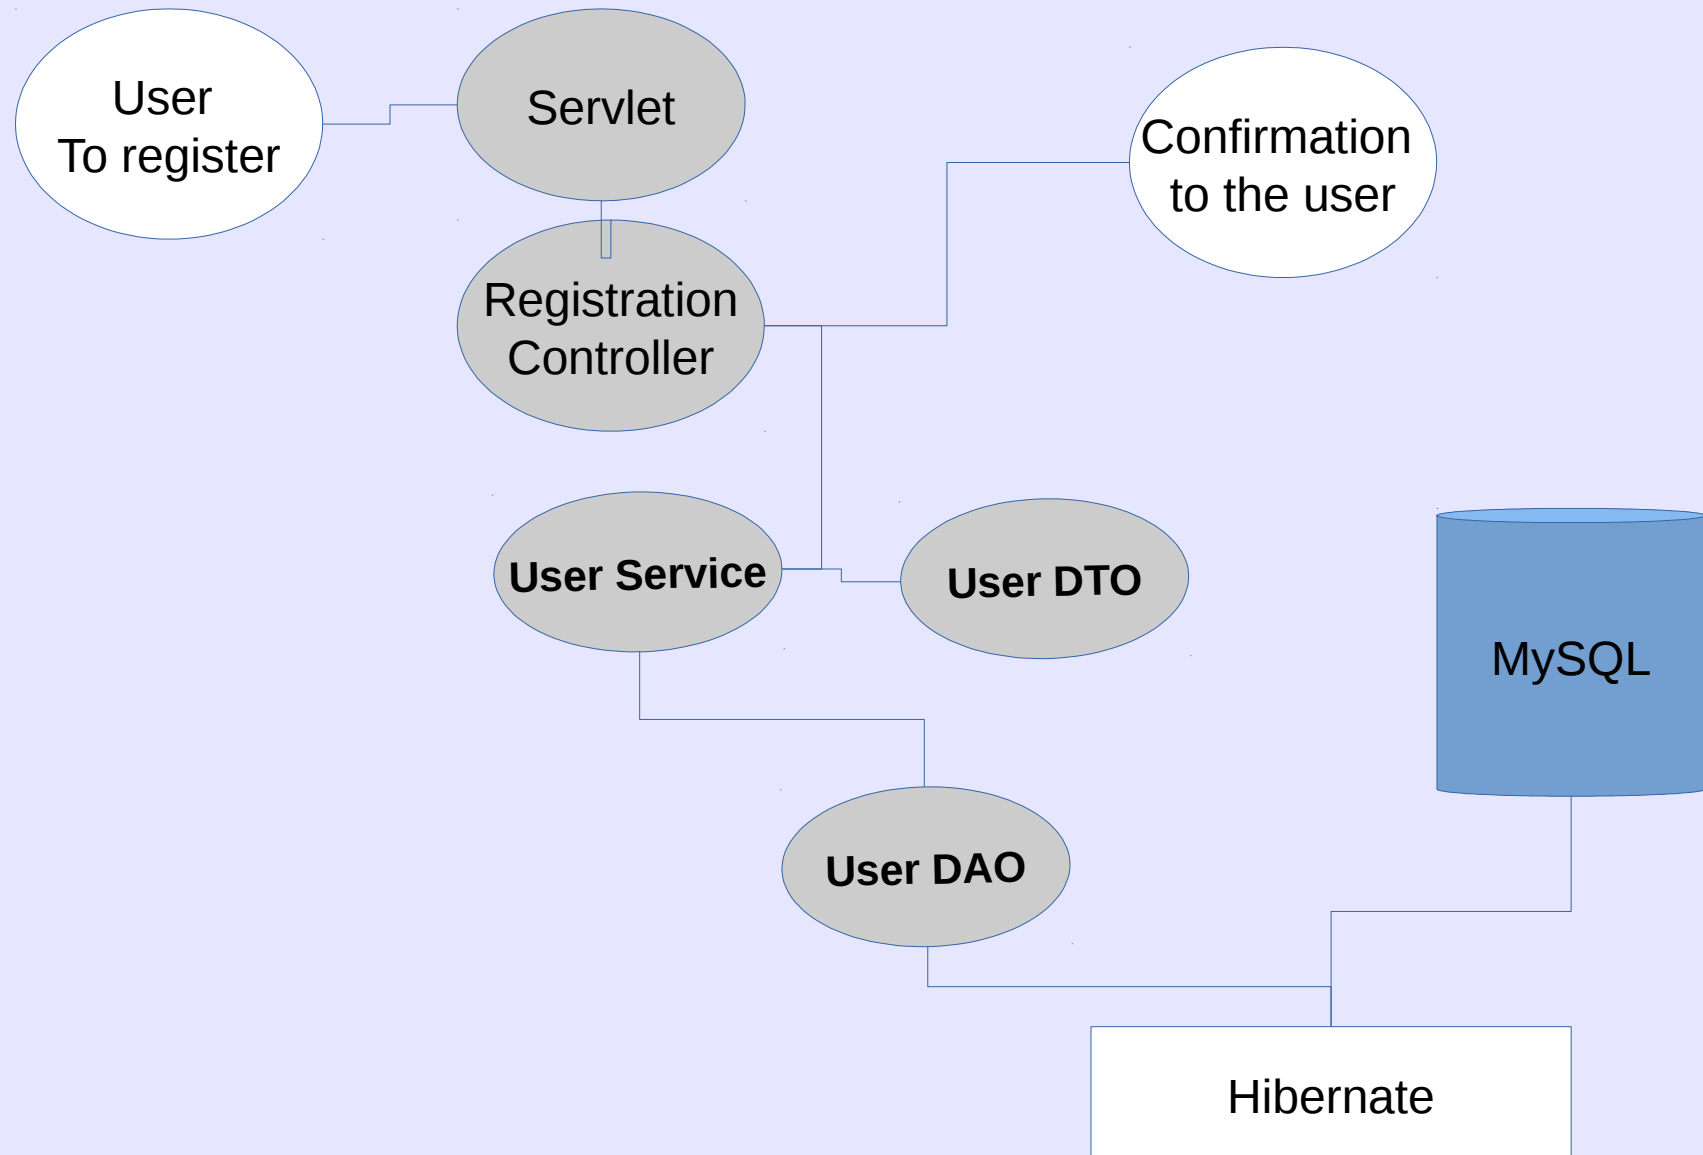 User
To register
Servlet
Confirmation
to the user
Registration
Controller
User Service
User DTO
MySQL
User DAO
Hibernate